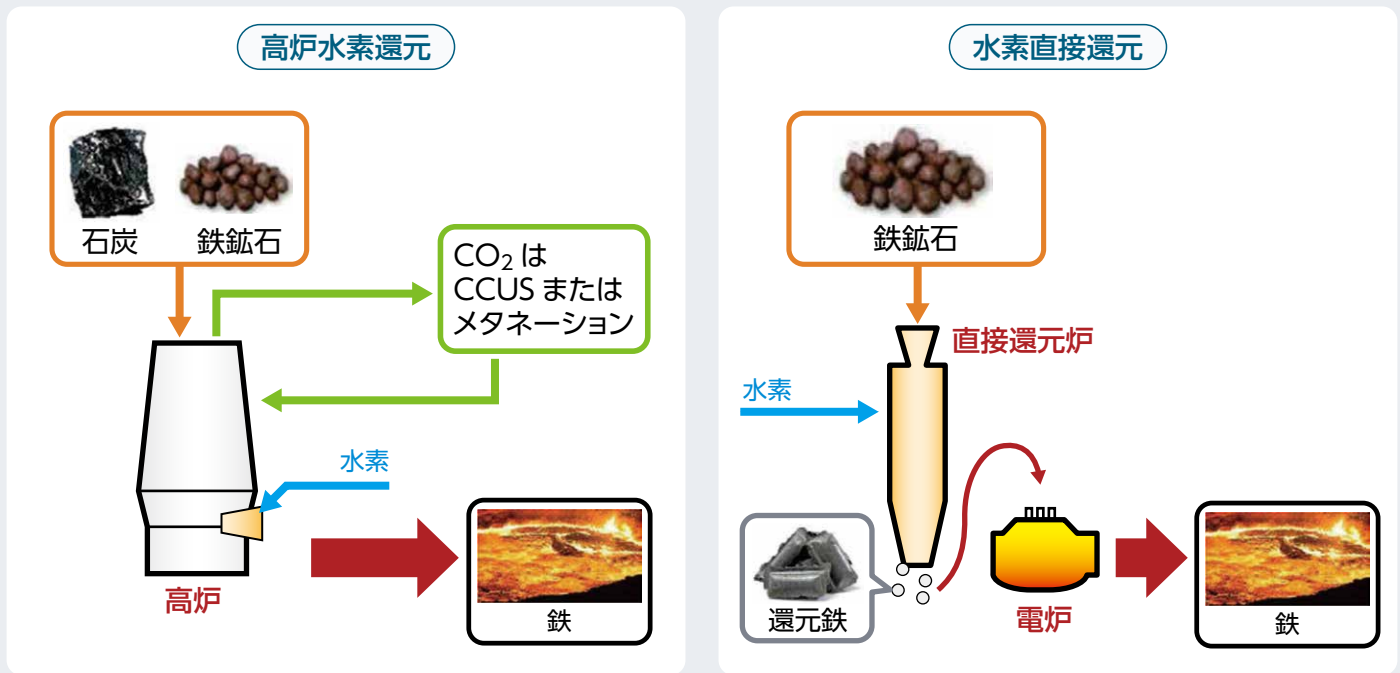 高炉水素還元
石炭
鉄鉱石
CO₂ は
CCUS または
メタネーション
水素
高炉
鉄
水素直接還元
鉄鉱石
直接還元炉
水素
還元鉄
電炉
鉄